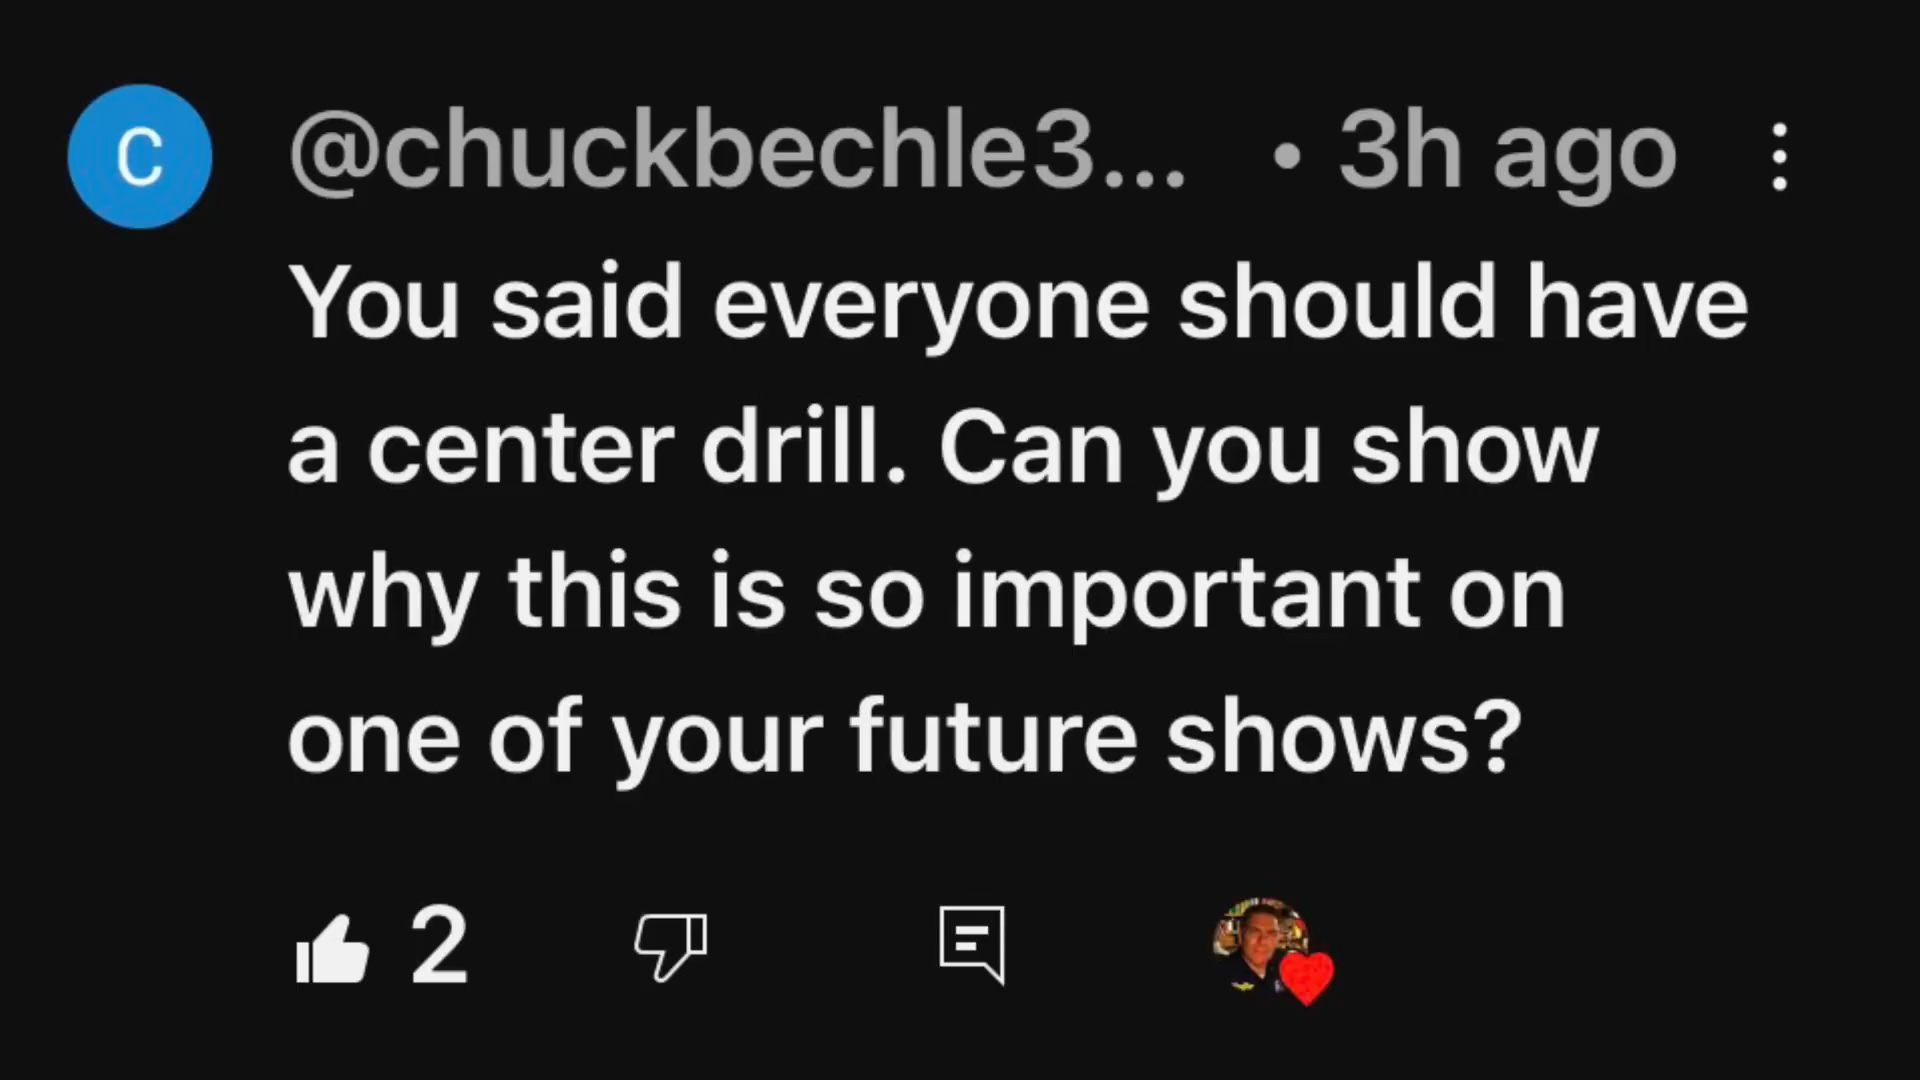 C
@chuckbechle3... • 3h ago
You said everyone should have
a center drill. Can you show
why this is so important on
one of your future shows?
2